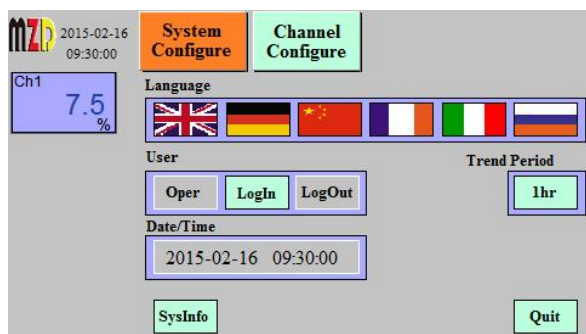 MZD 2015-02-16
09:30:00
System
Configure
Channel
Configure
Ch1
7.5
%
Language
User
Trend Period
Oper LogIn LogOut
1hr
Date/Time
2015-02-16 09:30:00
SysInfo
Quit